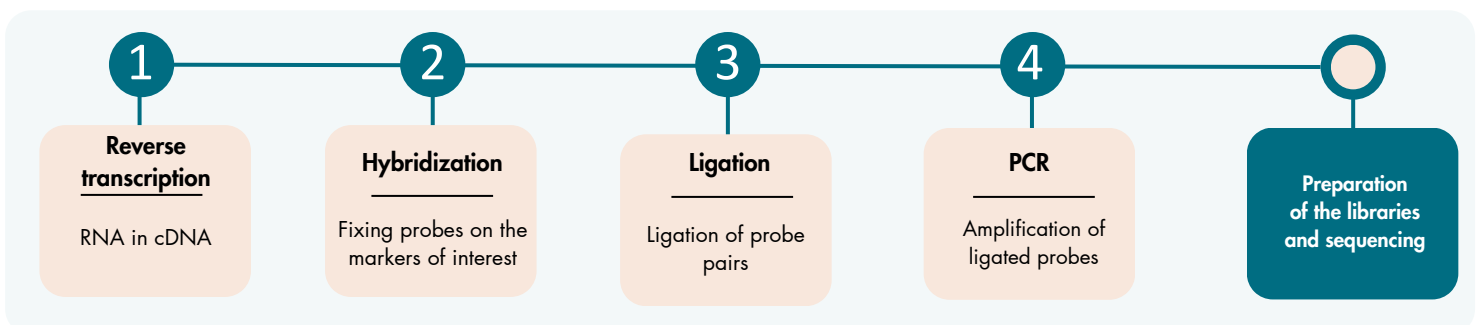 1
Reverse
transcription
RNA in cDNA
2
Hybridization
Fixing probes on the
markers of interest
3
Ligation
Ligation of probe
pairs
4
PCR
Amplification of
ligated probes
Preparation
of the libraries
and sequencing